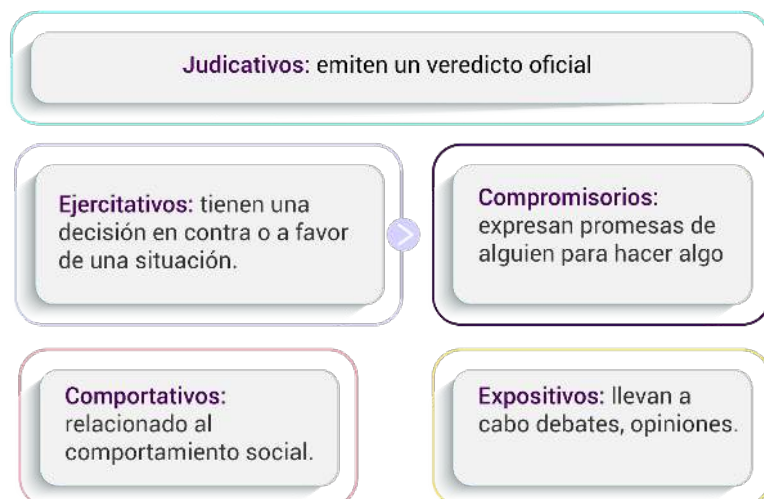 Judicativos: emiten un veredicto oficial
Ejercitativos: tienen una
decisión en contra o a favor
de una situación.
Compromisorios:
expresan promesas de
alguien para hacer algo
Comportativos:
relacionado al
comportamiento social.
Expositivos: llevan a
cabo debates, opiniones.